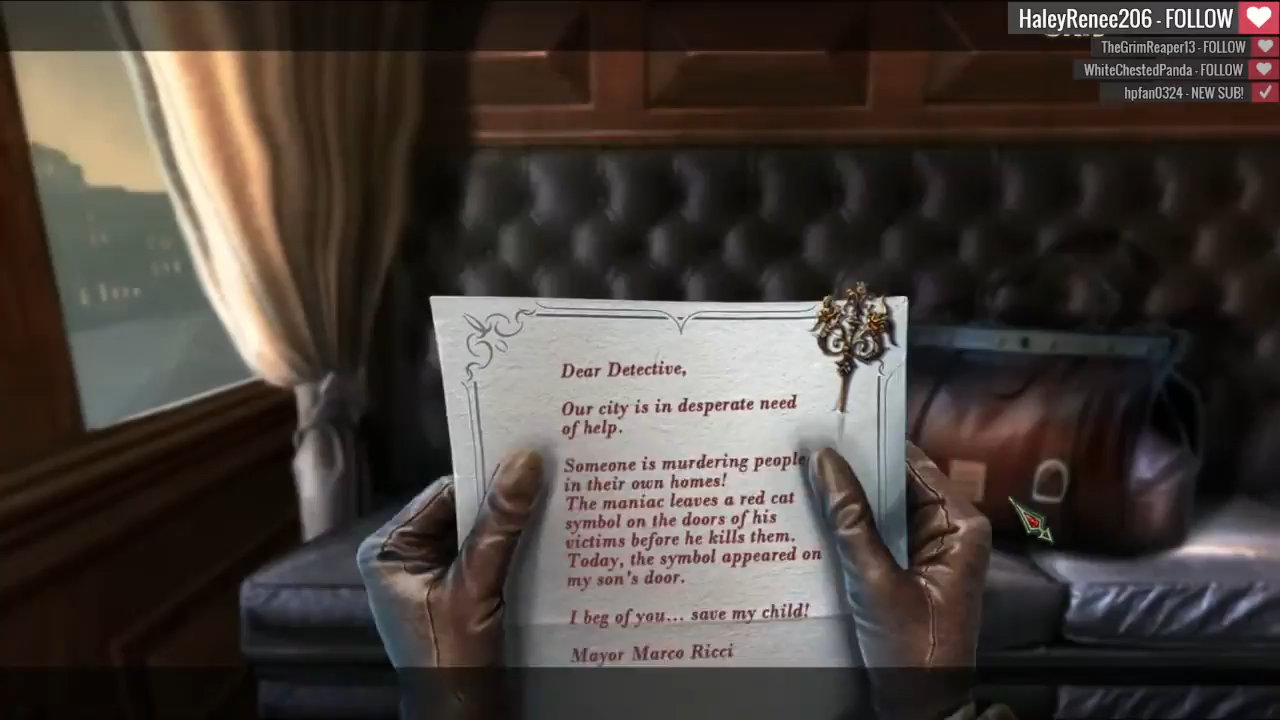 HaleyRenee206 - FOLLOW
TheGrimReaper13 - FOLLOW
WhiteChestedPanda - FOLLOW
hpfan0324 - NEW SUB!
Dear Detective,
Our city is in desperate need
of help.
Someone is murdering people
in their own homes!
The maniac leaves a red cat
symbol on the doors of his
victims before he kills them.
Today, the symbol appeared on
my son's door.
I beg of you... save my child!
Mayor Marco Ricci